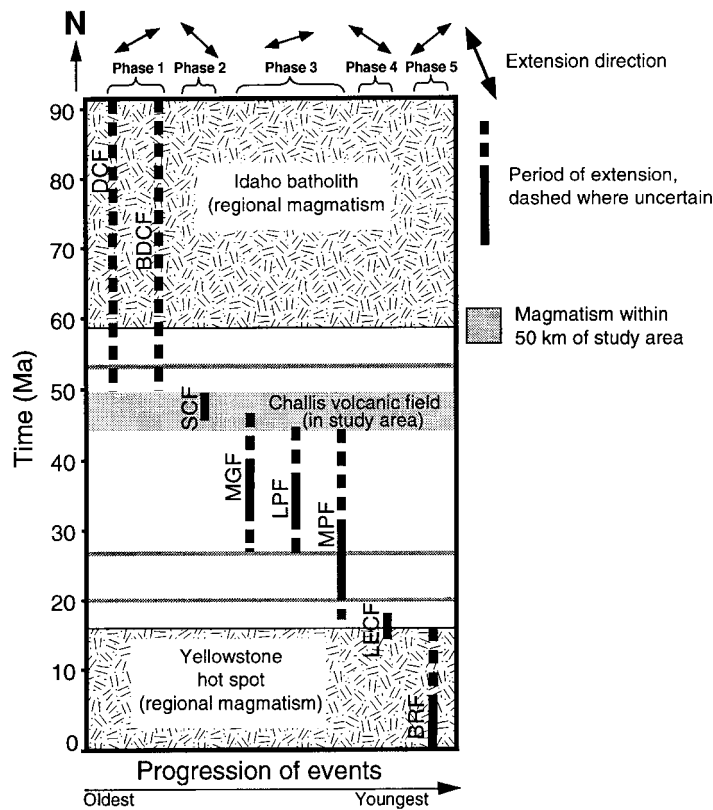 N
Phase 1
Phase 2
Phase 3
Phase 4
Phase 5
Extension direction
Period of extension,
dashed where uncertain
Magmatism within
50 km of study area
Time (Ma)
90
80
70
60
50
40
30
20
10
0
DCF
BDCF
Idaho batholith
(regional magmatism
SCF
Challis volcanic field
(in study area)
MGF
LPF
MPF
LECF
Yellowstone
hot spot
(regional magmatism)
BRF
Progression of events
Oldest
Youngest